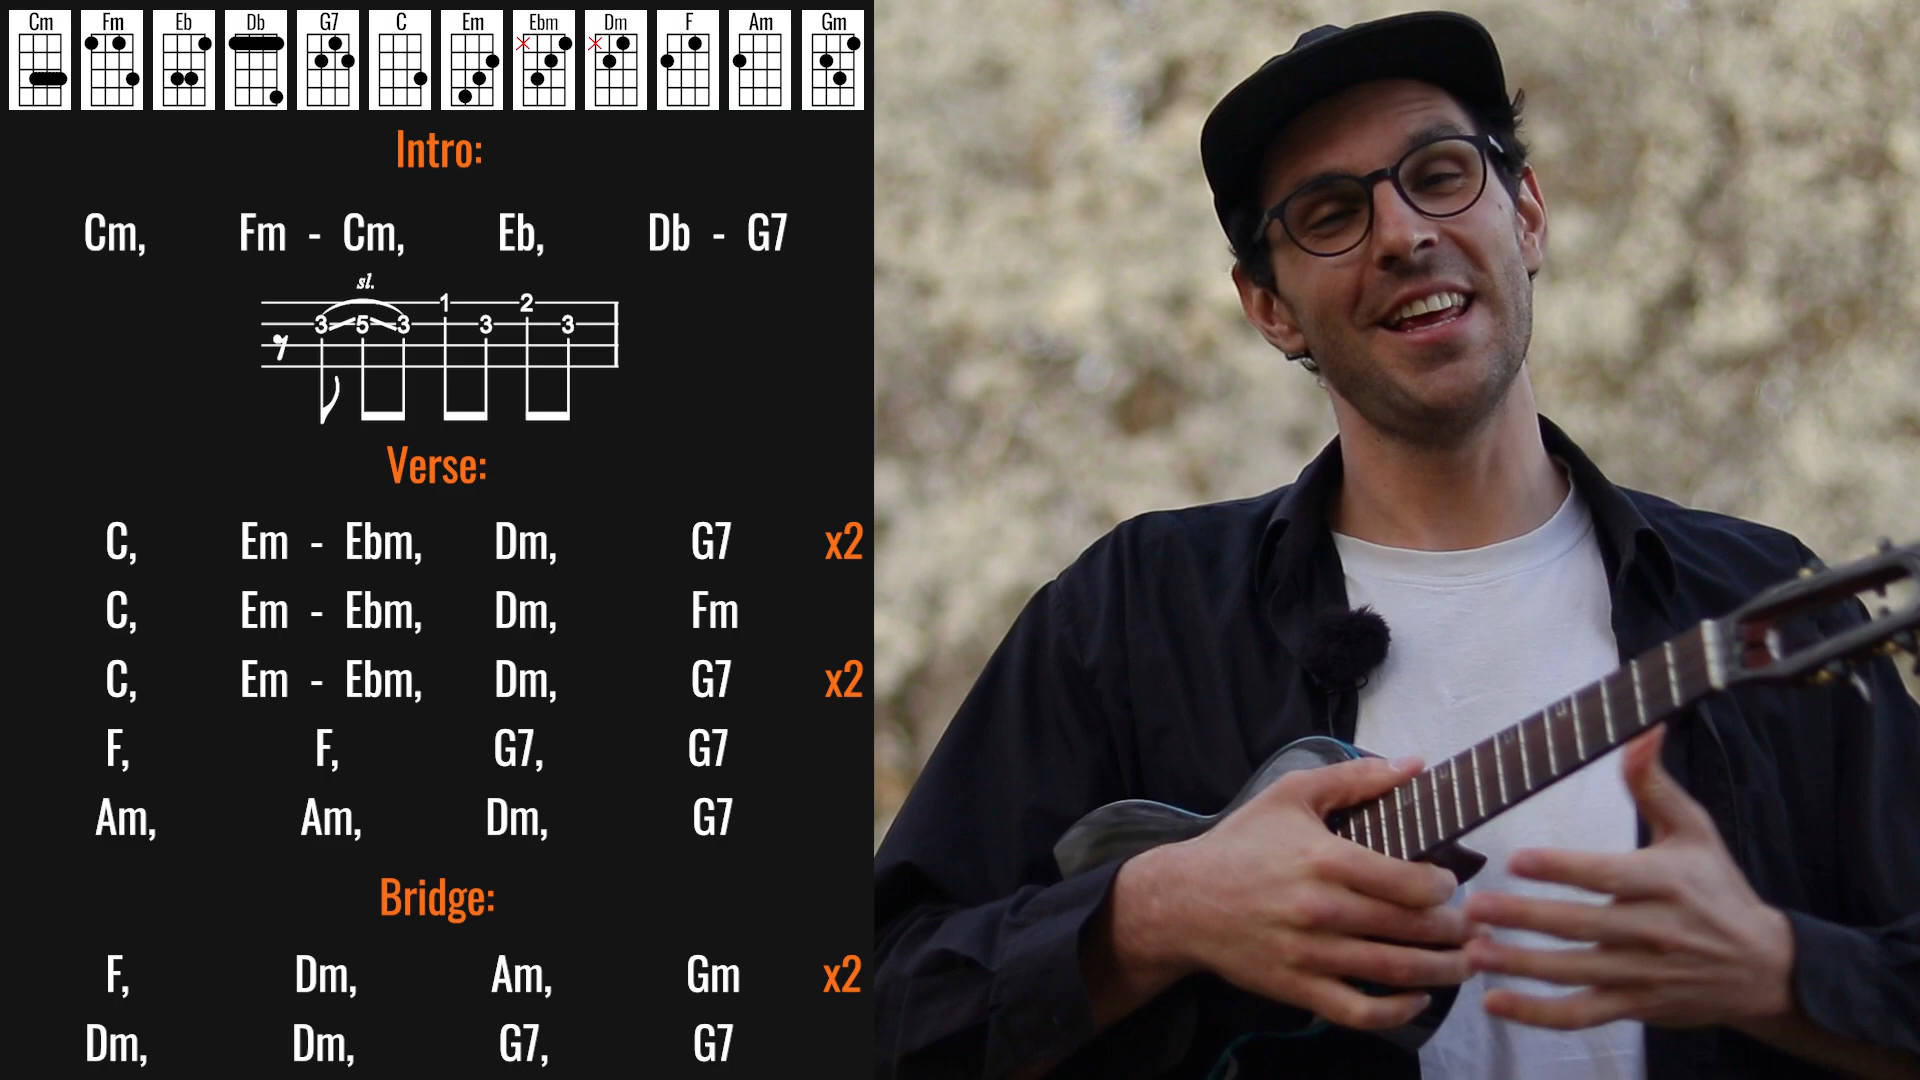 Cm Fm Eb Db G7 C Em Ebm Dm F Am Gm
Intro:
Cm, Fm - Cm, Eb, Db - G7
sl.
1 2
3 5 3 3 3
Verse:
C, Em - Ebm, Dm, G7 x2
C, Em - Ebm, Dm, Fm
C, Em - Ebm, Dm, G7 x2
F, F, G7, G7
Am, Am, Dm, G7
Bridge:
F, Dm, Am, Gm x2
Dm, Dm, G7, G7